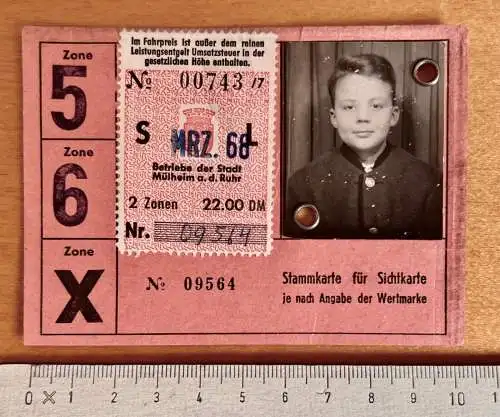 Zone
5
Zone
6
Zone
X
Im Fahrpreis ist außer dem reinen
Leistungsentgelt Umsatzsteuer in der
gesetzlichen Höhe enthalten.
№ 00743 /7
S MRZ. 68 L
Betriebe der Stadt
Mülheim a. d. Ruhr
2 Zonen 22.00 DM
Nr. 09564
№ 09564
Stammkarte für Sichtkarte
je nach Angabe der Wertmarke
0 1 2 3 4 5 6 7 8 9 10